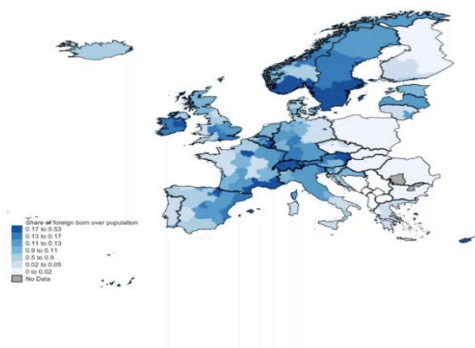 Share of foreign born over population
0.17 to 0.53
0.13 to 0.17
0.11 to 0.13
0.9 to 0.11
0.5 to 0.9
0.02 to 0.05
0 to 0.02
No Data